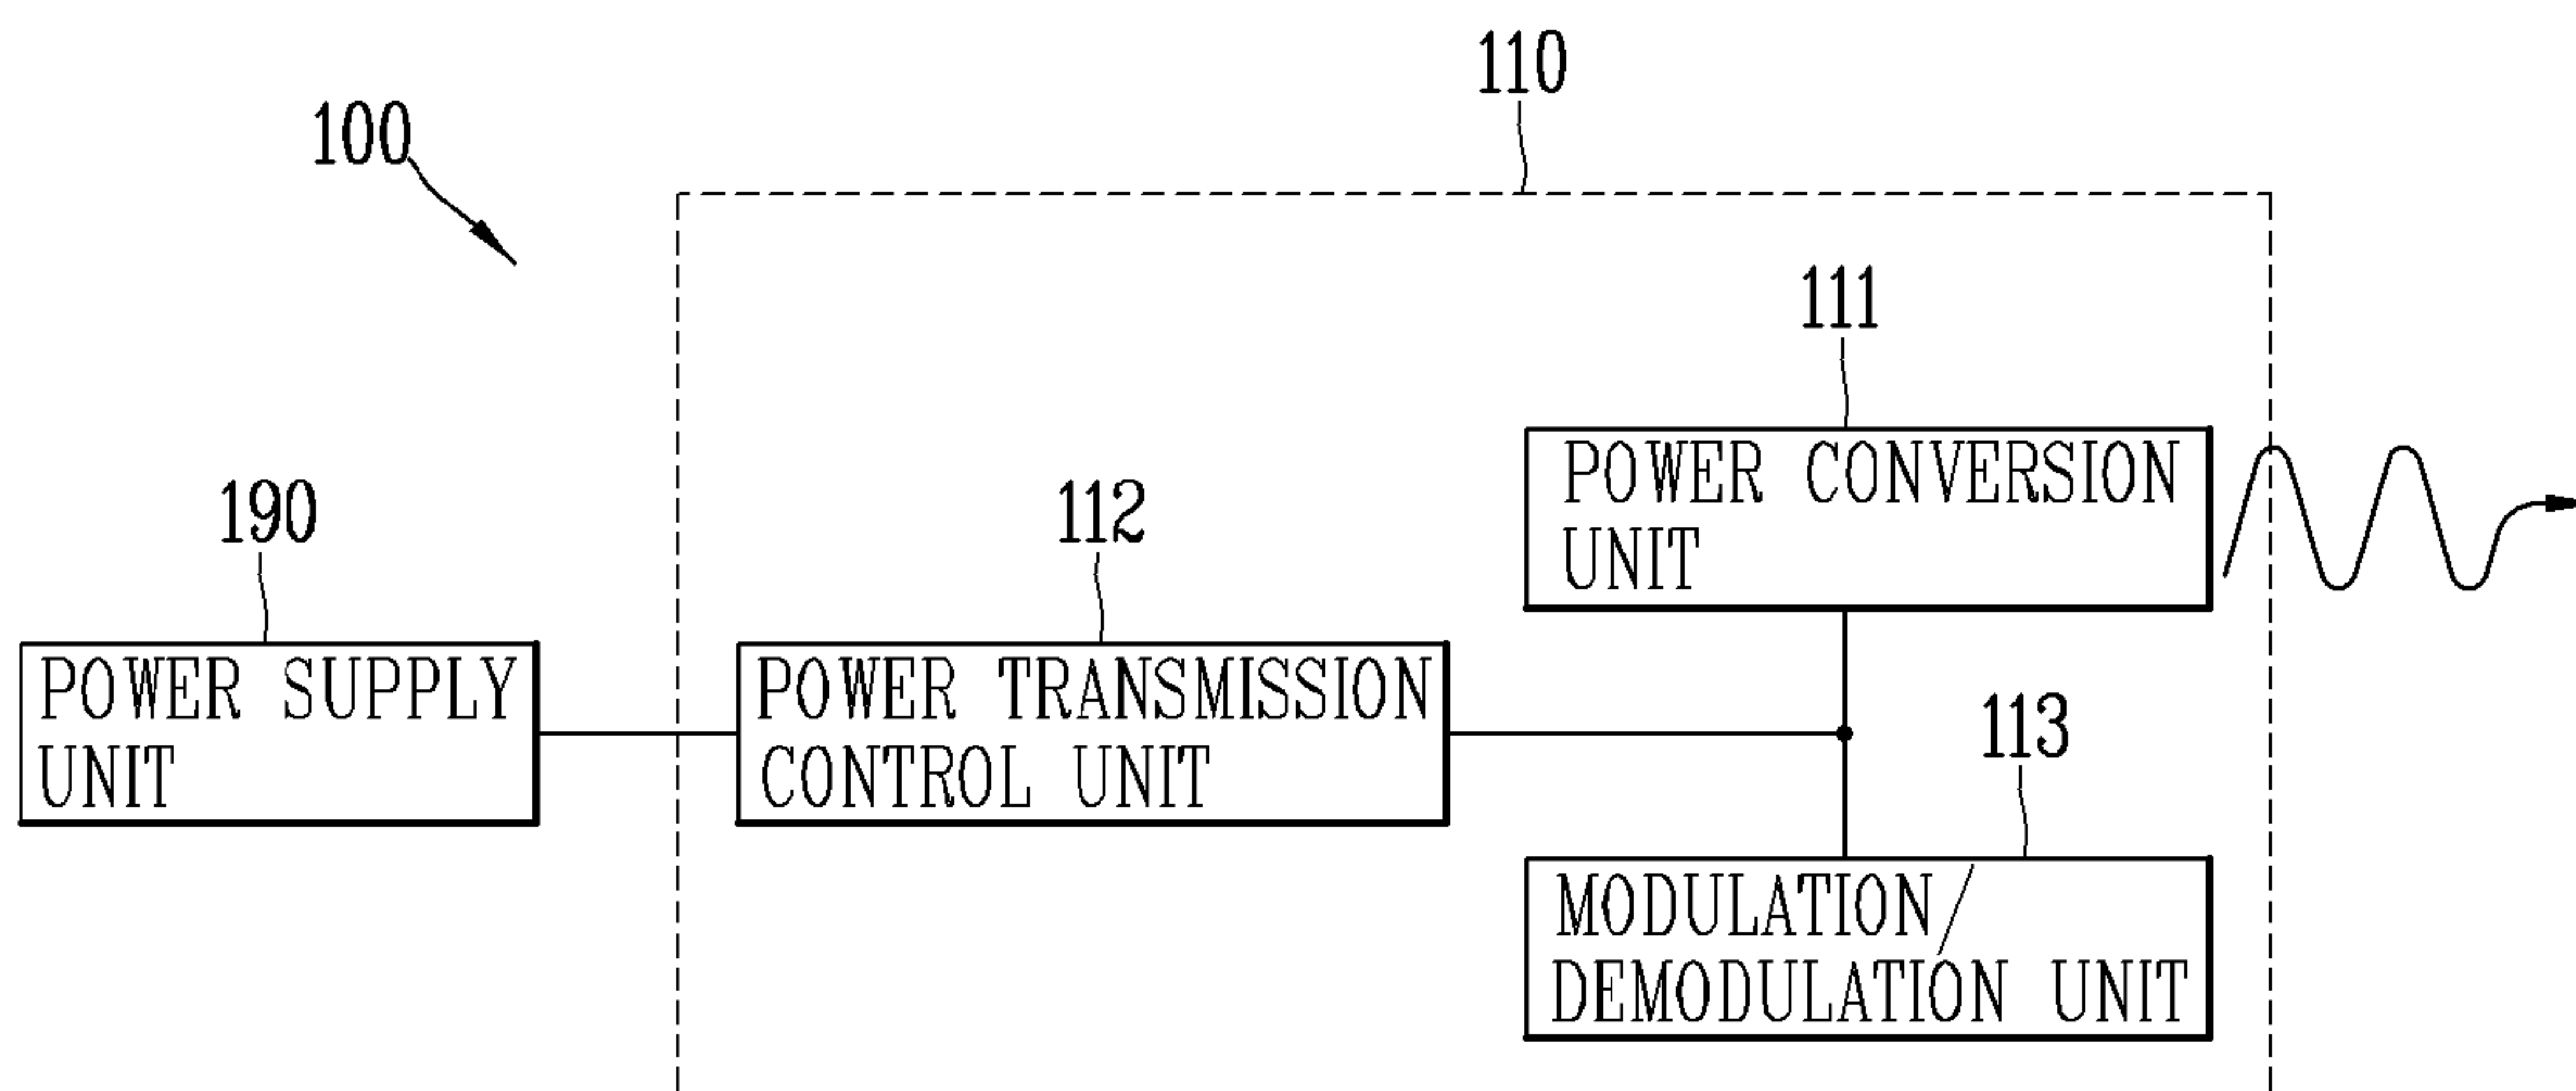 110
100
111
POWER CONVERSION
UNIT
190
112
POWER SUPPLY
UNIT
POWER TRANSMISSION
CONTROL UNIT
113
MODULATION/
DEMODULATION UNIT